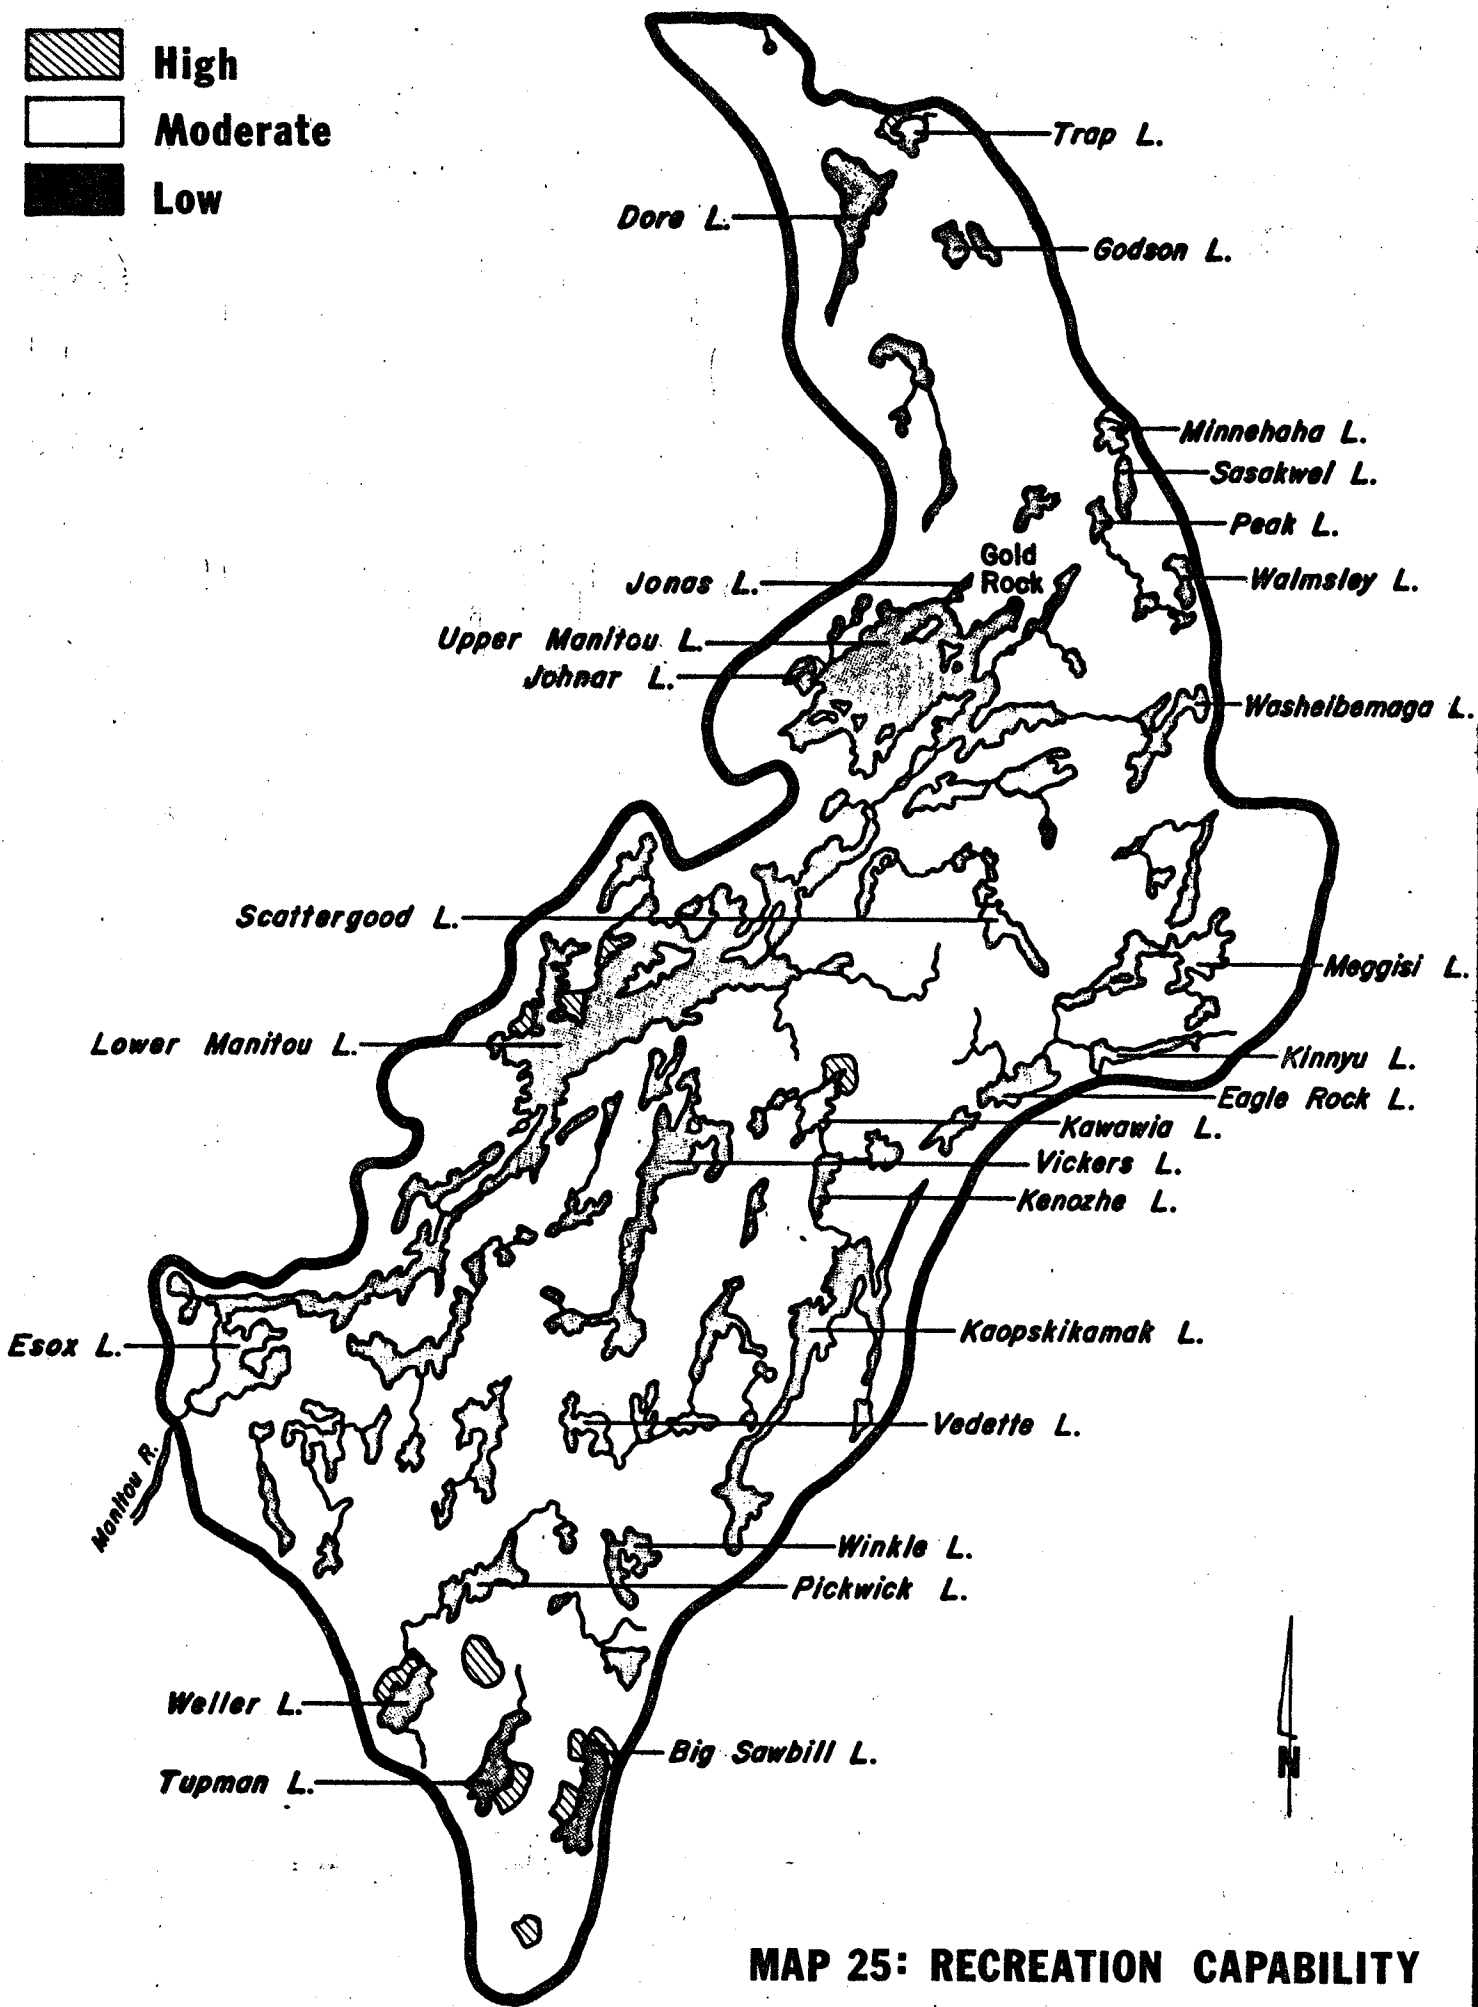 High
Moderate
Low
Trap L.
Dore L.
Godson L.
Minnehaha L.
Sasakwei L.
Peak L.
Gold
Rock
Jonas L.
Walmsley L.
Upper Manitou L.
Johnar L.
Washeibemaga L.
Scattergood L.
Meggisi L.
Lower Manitou L.
Kinnyu L.
Eagle Rock L.
Kawawia L.
Vickers L.
Kenozhe L.
Kaopskikamak L.
Esox L.
Vedette L.
Manitou R.
Winkle L.
Pickwick L.
Weller L.
Big Sawbill L.
Tupman L.
N
MAP 25: RECREATION CAPABILITY